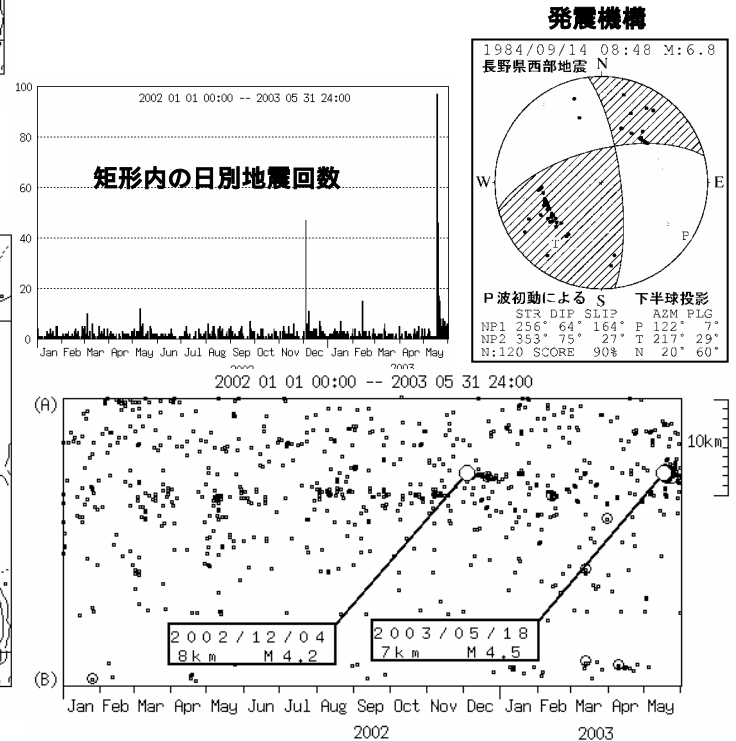 発震機構
1984/09/14 08:48 M:6.8
長野県西部地震 N
W
E
T
P
P波初動による S 下半球投影
STR DIP SLIP AZM PLG
NP1 256° 64° 164° P 122° 7°
NP2 353° 75° 27° T 217° 29°
N:120 SCORE 90% N 20° 60°
100
2002 01 01 00:00 -- 2003 05 31 24:00
80
矩形内の日別地震回数
60
40
20
0
Jan Feb Mar Apr May Jun Jul Aug Sep Oct Nov Dec Jan Feb Mar Apr May
2002 2003
2002 01 01 00:00 -- 2003 05 31 24:00
(A)
10km
2002/12/04
8km M4.2
2003/05/18
7km M4.5
(B)
Jan Feb Mar Apr May Jun Jul Aug Sep Oct Nov Dec Jan Feb Mar Apr May
2002 2003